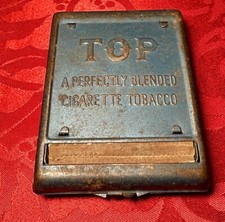 TOP
A PERFECTLY BLENDED
CIGARETTE TOBACCO